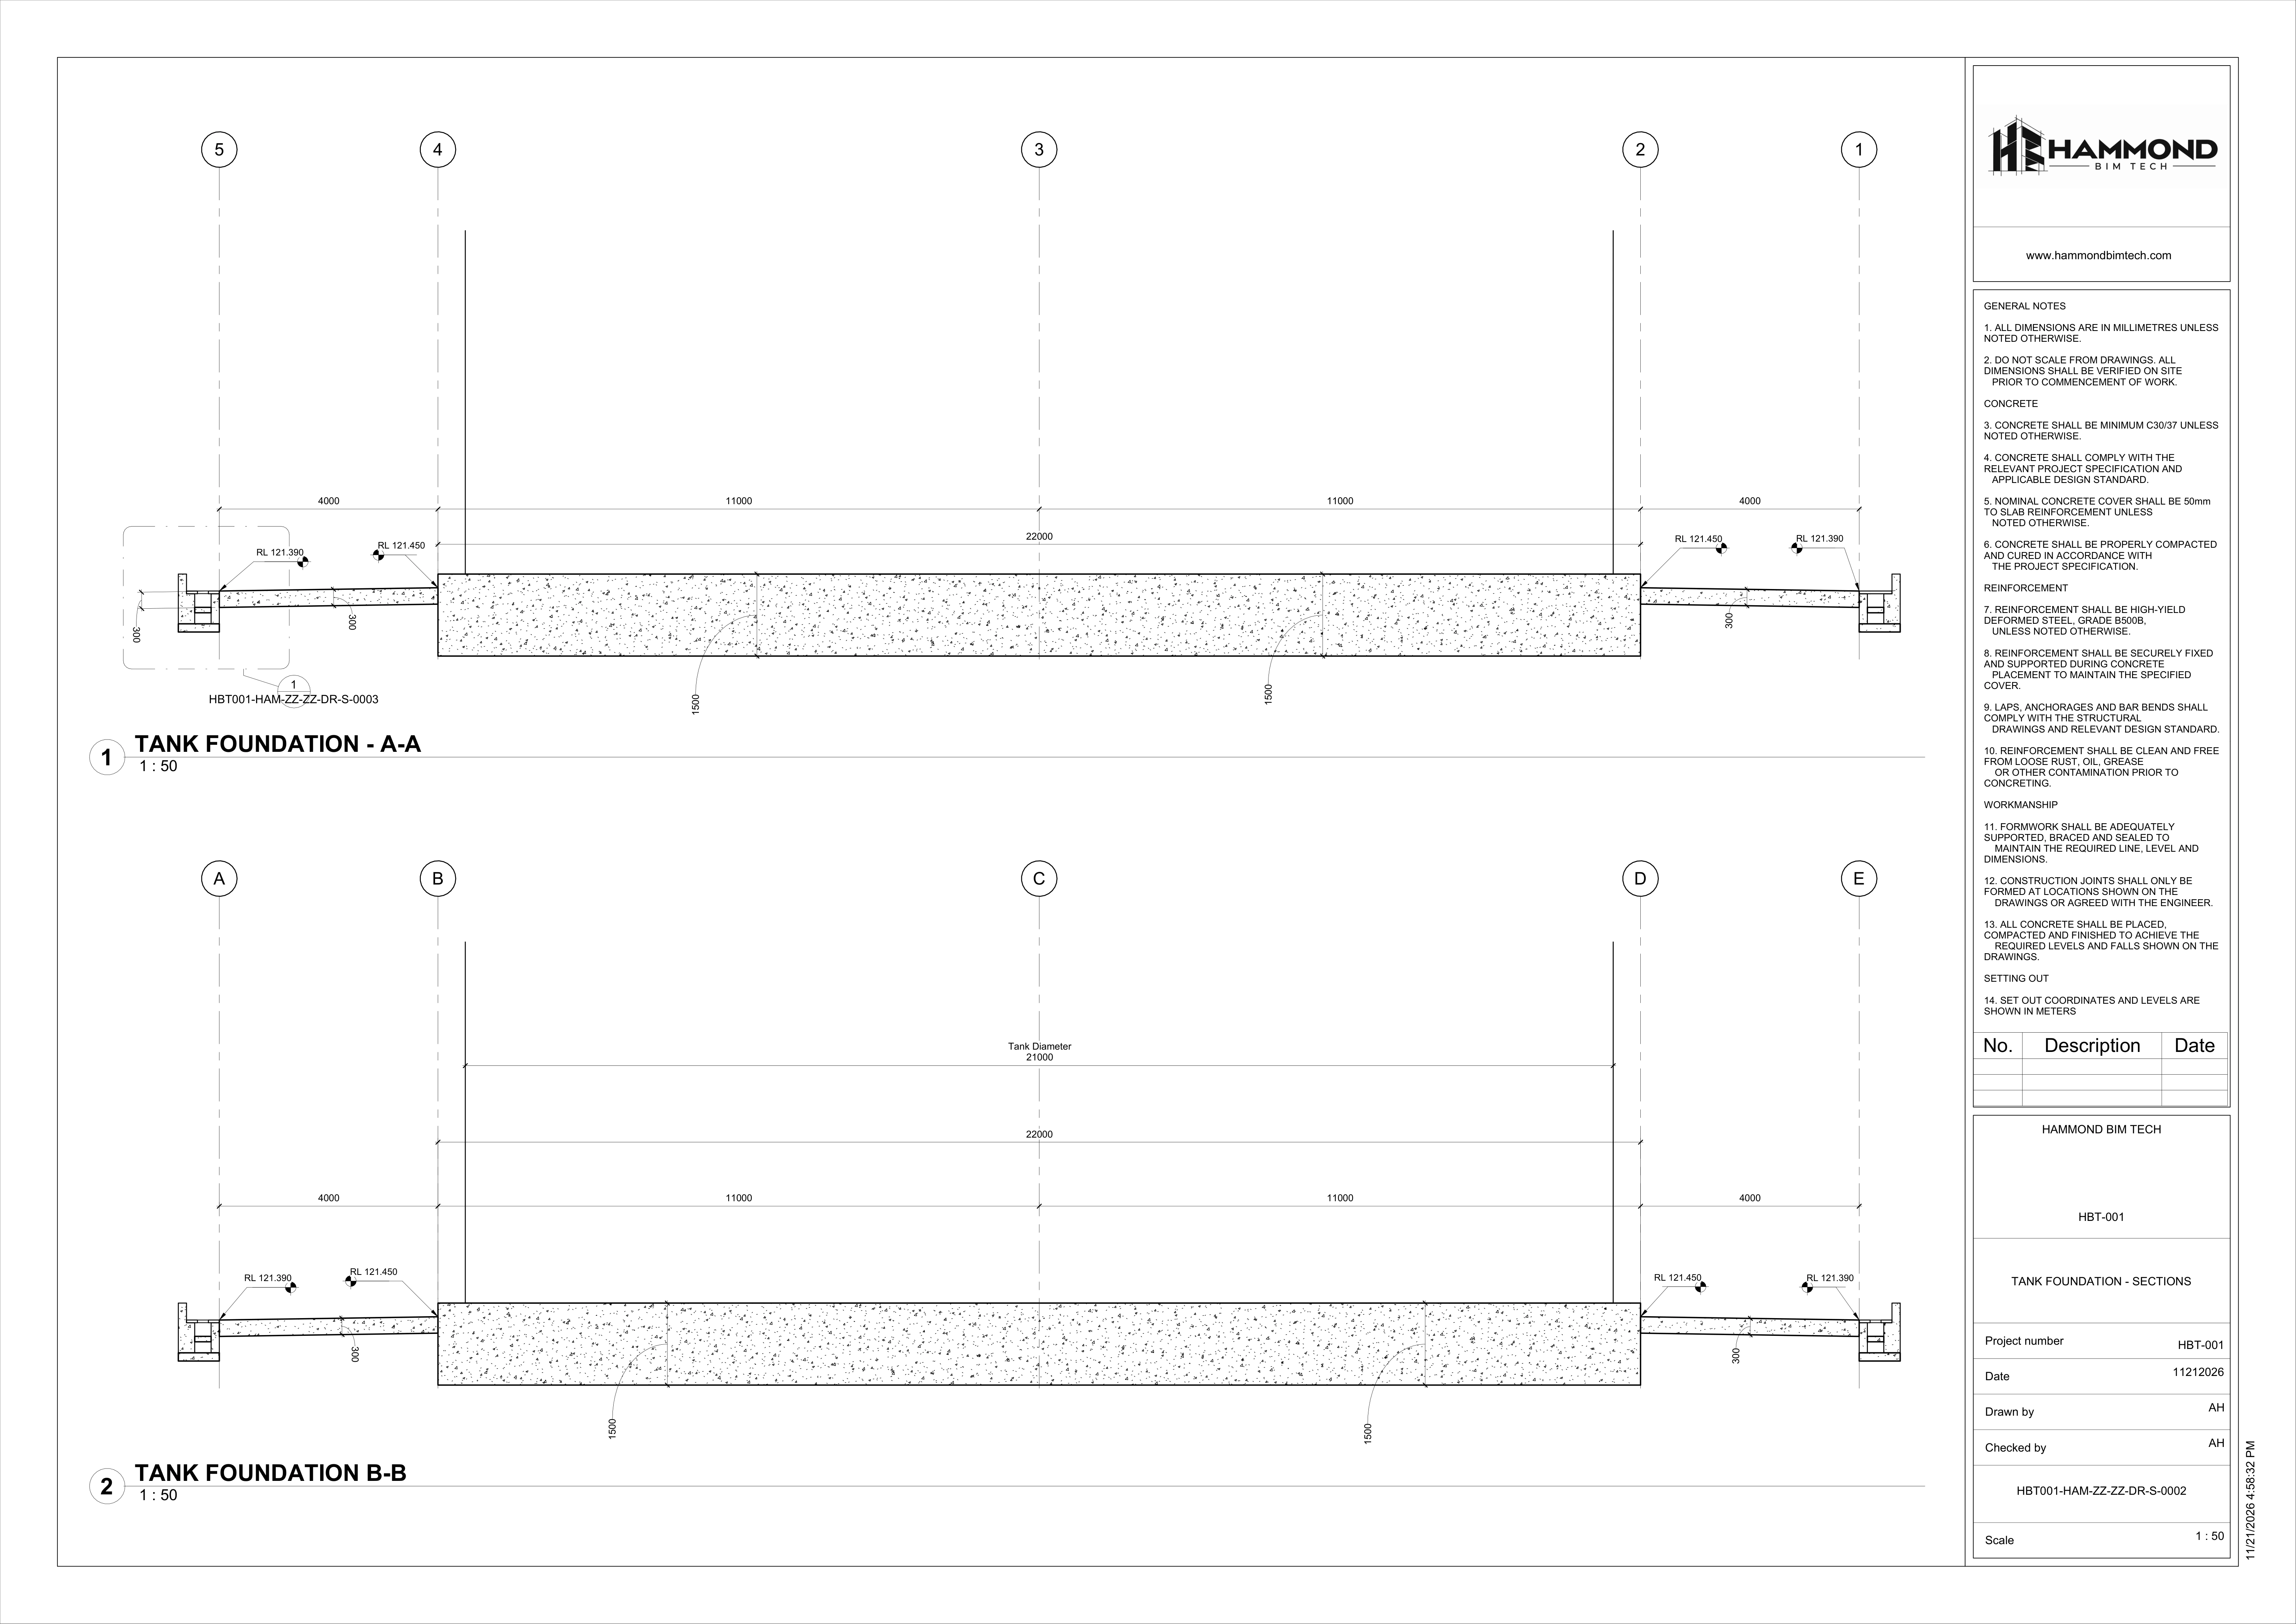 5 4 3 2 1
4000 11000 11000 4000
22000
RL 121.390 RL 121.450 RL 121.450 RL 121.390
300 300 300
1500 1500
1
HBT001-HAM-ZZ-ZZ-DR-S-0003
1 TANK FOUNDATION - A-A
1 : 50
A B C D E
Tank Diameter
21000
22000
4000 11000 11000 4000
RL 121.390 RL 121.450 RL 121.450 RL 121.390
300 300
1500 1500
2 TANK FOUNDATION B-B
1 : 50
HAMMOND
BIM TECH
www.hammondbimtech.com
GENERAL NOTES
1. ALL DIMENSIONS ARE IN MILLIMETRES UNLESS
NOTED OTHERWISE.
2. DO NOT SCALE FROM DRAWINGS. ALL
DIMENSIONS SHALL BE VERIFIED ON SITE
PRIOR TO COMMENCEMENT OF WORK.
CONCRETE
3. CONCRETE SHALL BE MINIMUM C30/37 UNLESS
NOTED OTHERWISE.
4. CONCRETE SHALL COMPLY WITH THE
RELEVANT PROJECT SPECIFICATION AND
APPLICABLE DESIGN STANDARD.
5. NOMINAL CONCRETE COVER SHALL BE 50mm
TO SLAB REINFORCEMENT UNLESS
NOTED OTHERWISE.
6. CONCRETE SHALL BE PROPERLY COMPACTED
AND CURED IN ACCORDANCE WITH
THE PROJECT SPECIFICATION.
REINFORCEMENT
7. REINFORCEMENT SHALL BE HIGH-YIELD
DEFORMED STEEL, GRADE B500B,
UNLESS NOTED OTHERWISE.
8. REINFORCEMENT SHALL BE SECURELY FIXED
AND SUPPORTED DURING CONCRETE
PLACEMENT TO MAINTAIN THE SPECIFIED
COVER.
9. LAPS, ANCHORAGES AND BAR BENDS SHALL
COMPLY WITH THE STRUCTURAL
DRAWINGS AND RELEVANT DESIGN STANDARD.
10. REINFORCEMENT SHALL BE CLEAN AND FREE
FROM LOOSE RUST, OIL, GREASE
OR OTHER CONTAMINATION PRIOR TO
CONCRETING.
WORKMANSHIP
11. FORMWORK SHALL BE ADEQUATELY
SUPPORTED, BRACED AND SEALED TO
MAINTAIN THE REQUIRED LINE, LEVEL AND
DIMENSIONS.
12. CONSTRUCTION JOINTS SHALL ONLY BE
FORMED AT LOCATIONS SHOWN ON THE
DRAWINGS OR AGREED WITH THE ENGINEER.
13. ALL CONCRETE SHALL BE PLACED,
COMPACTED AND FINISHED TO ACHIEVE THE
REQUIRED LEVELS AND FALLS SHOWN ON THE
DRAWINGS.
SETTING OUT
14. SET OUT COORDINATES AND LEVELS ARE
SHOWN IN METERS
No. Description Date
HAMMOND BIM TECH
HBT-001
TANK FOUNDATION - SECTIONS
Project number HBT-001
Date 11212026
Drawn by AH
Checked by AH
HBT001-HAM-ZZ-ZZ-DR-S-0002
Scale 1 : 50
11/21/2026 4:58:32 PM